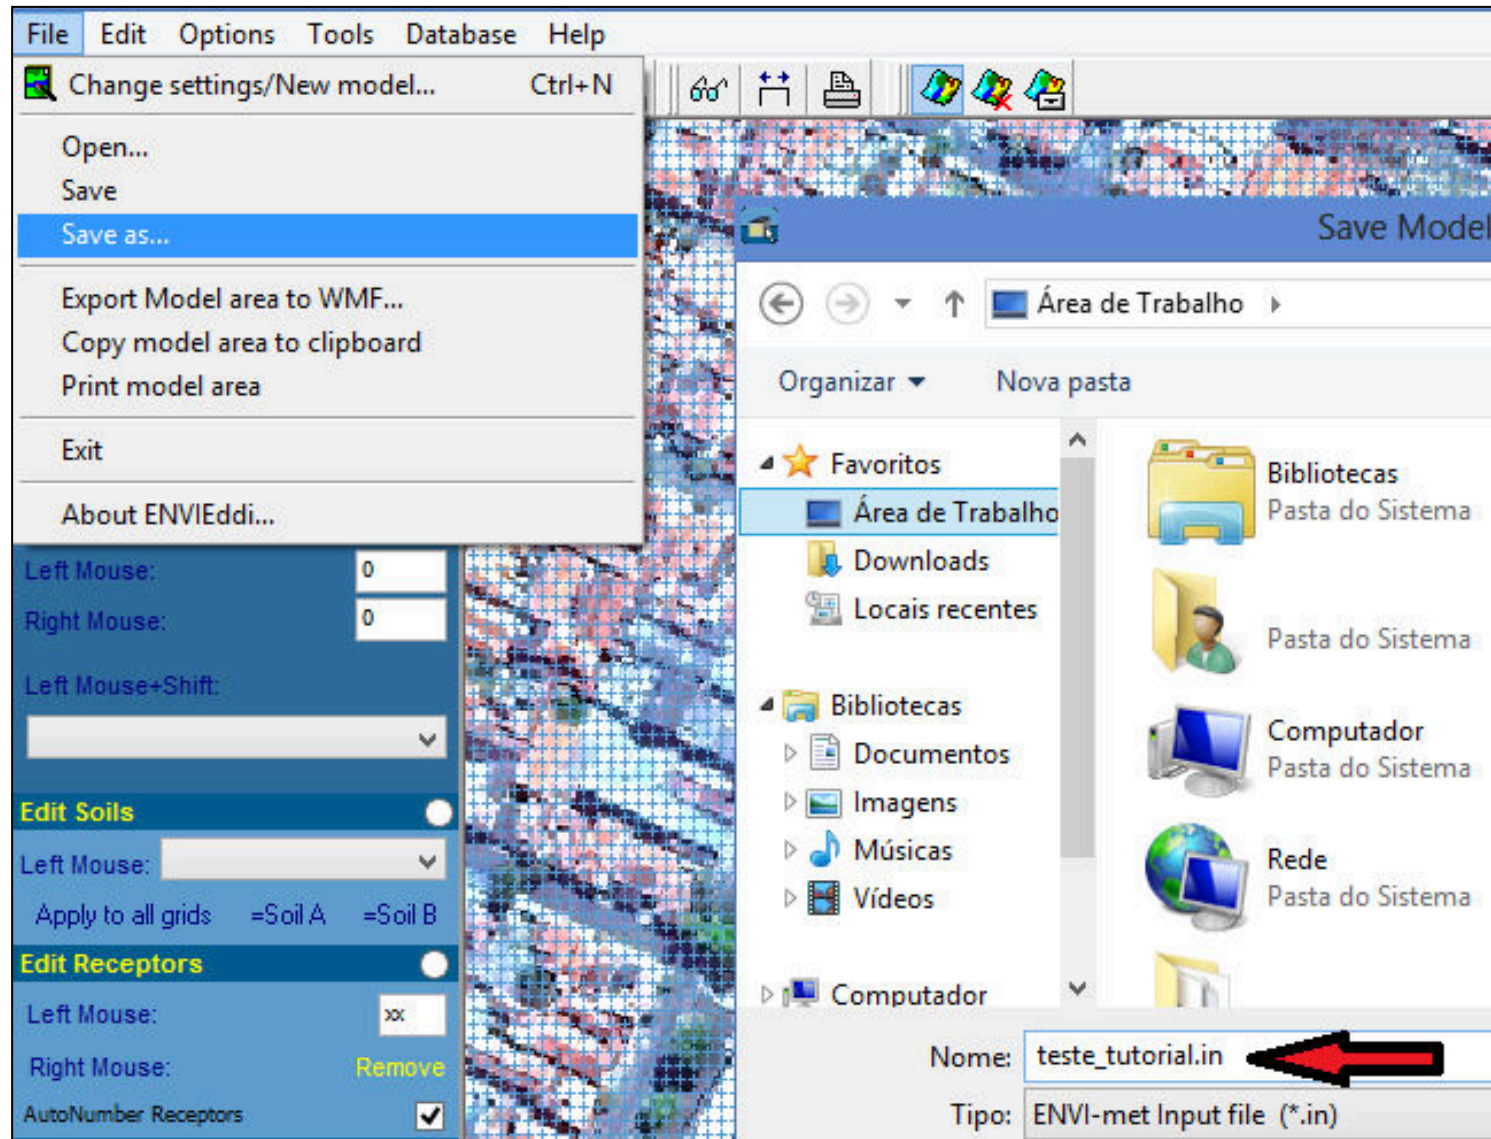 File Edit Options Tools Database Help
Change settings/New model... Ctrl+N
Open...
Save
Save as...
Export Model area to WMF...
Copy model area to clipboard
Print model area
Exit
About ENVIEddi...
Left Mouse: 0
Right Mouse: 0
Left Mouse+Shift:
Edit Soils
Left Mouse:
Apply to all grids =Soil A =Soil B
Edit Receptors
Left Mouse: xx
Right Mouse: Remove
AutoNumber Receptors
Save Model
Área de Trabalho
Organizar Nova pasta
Favoritos
Área de Trabalho
Downloads
Locais recentes
Bibliotecas
Documentos
Imagens
Músicas
Vídeos
Computador
Bibliotecas
Pasta do Sistema
Pasta do Sistema
Computador
Pasta do Sistema
Rede
Pasta do Sistema
Nome: teste_tutorial.in
Tipo: ENVI-met Input file (*.in)